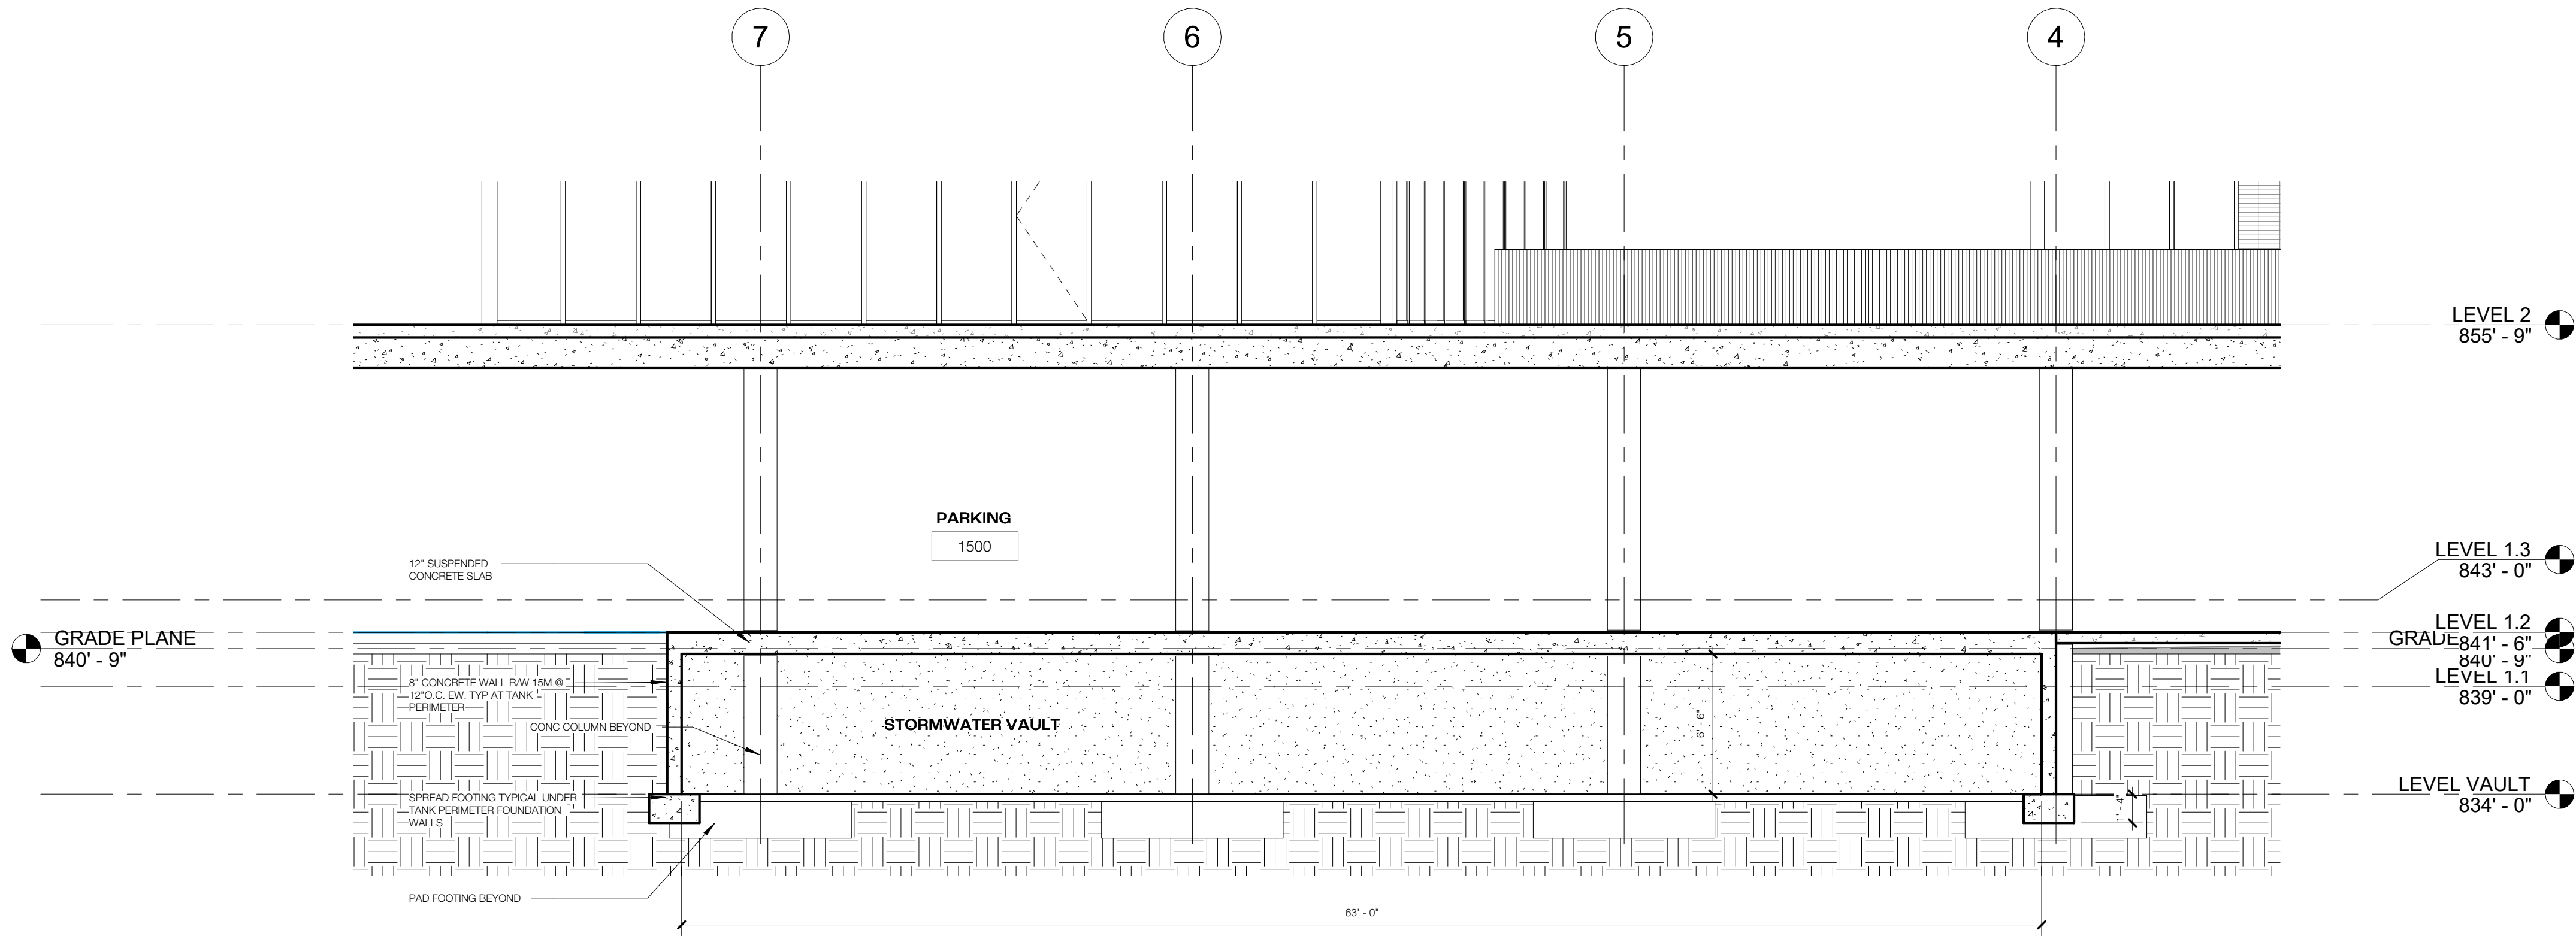 7
6
5
4
LEVEL 2
855' - 9"
PARKING
1500
12" SUSPENDED
CONCRETE SLAB
LEVEL 1.3
843' - 0"
GRADE PLANE
840' - 9"
LEVEL 1.2
841' - 6"
GRADE
840' - 9"
LEVEL 1.1
839' - 0"
8" CONCRETE WALL R/W 15M @
12"O.C. EW. TYP AT TANK
PERIMETER
CONC COLUMN BEYOND
STORMWATER VAULT
6' - 6"
SPREAD FOOTING TYPICAL UNDER
TANK PERIMETER FOUNDATION
WALLS
LEVEL VAULT
834' - 0"
1' - 4"
PAD FOOTING BEYOND
63' - 0"